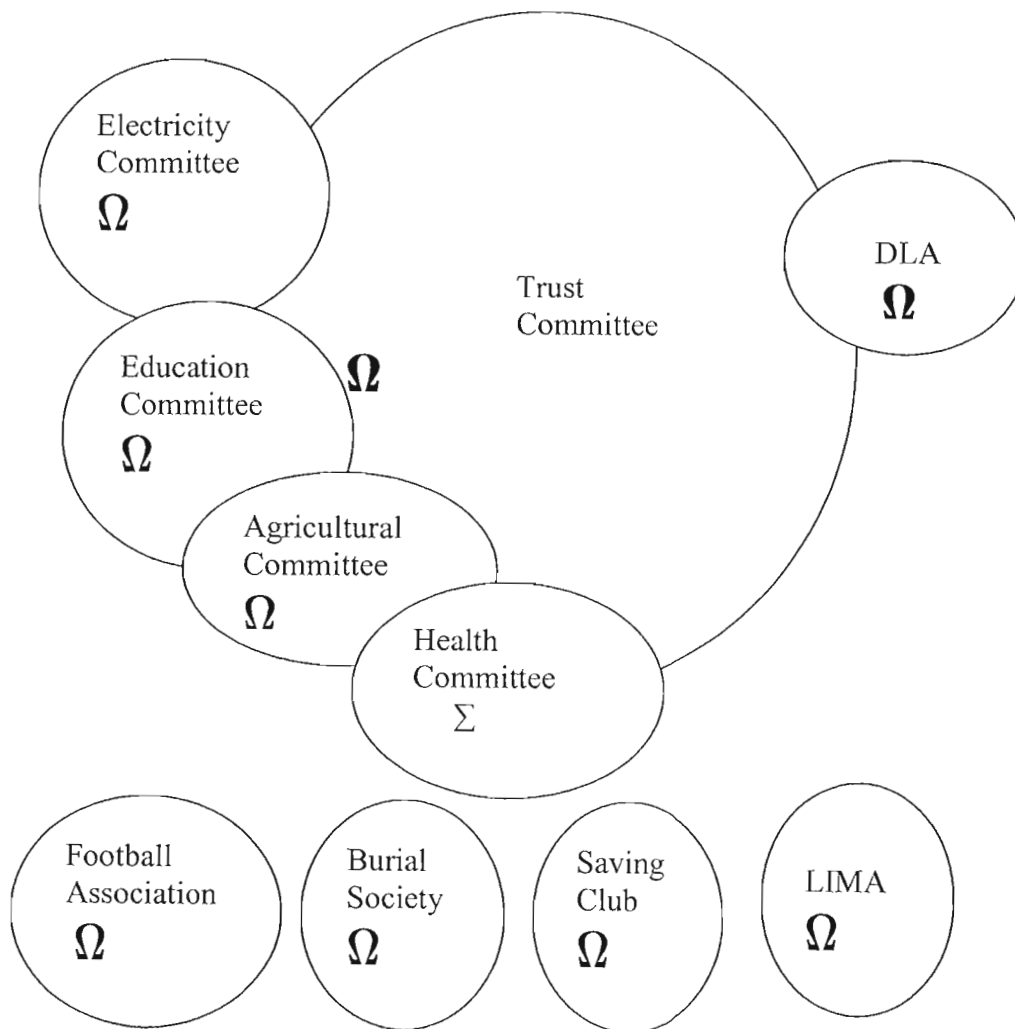 Electricity
Committee
Ω
DLA
Ω
Trust
Committee
Education
Committee
Ω
Ω
Agricultural
Committee
Ω
Health
Committee
Σ
Football
Association
Ω
Burial
Society
Ω
Saving
Club
Ω
LIMA
Ω